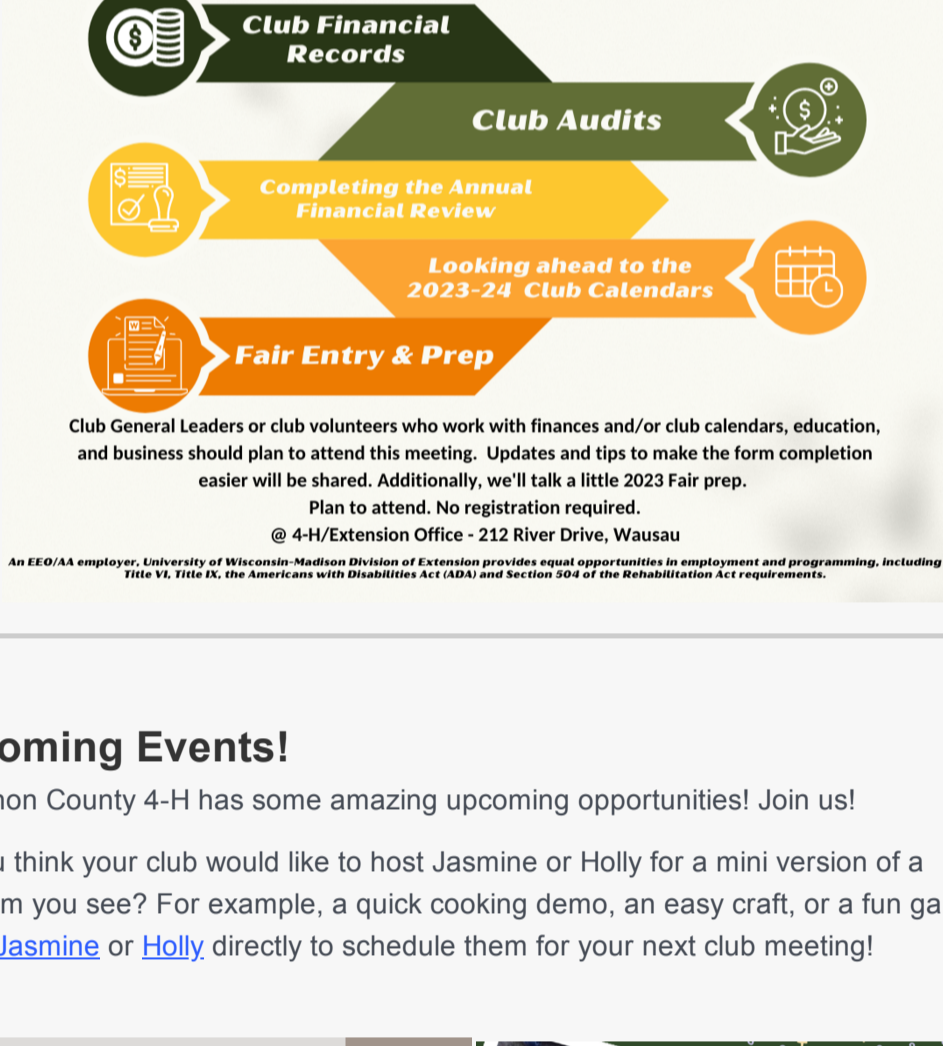 Club Financial
Records
Club Audits
Completing the Annual
Financial Review
Looking ahead to the
2023-24 Club Calendars
Fair Entry & Prep
Club General Leaders or club volunteers who work with finances and/or club calendars, education,
and business should plan to attend this meeting. Updates and tips to make the form completion
easier will be shared. Additionally, we'll talk a little 2023 Fair prep.
Plan to attend. No registration required.
@ 4-H/Extension Office - 212 River Drive, Wausau
An EEO/AA employer, University of Wisconsin-Madison Division of Extension provides equal opportunities in employment and programming, including
Title VI, Title IX, the Americans with Disabilities Act (ADA) and Section 504 of the Rehabilitation Act requirements.
oming Events!
on County 4-H has some amazing upcoming opportunities! Join us!
think your club would like to host Jasmine or Holly for a mini version of a
m you see? For example, a quick cooking demo, an easy craft, or a fun ga
Jasmine or Holly directly to schedule them for your next club meeting!